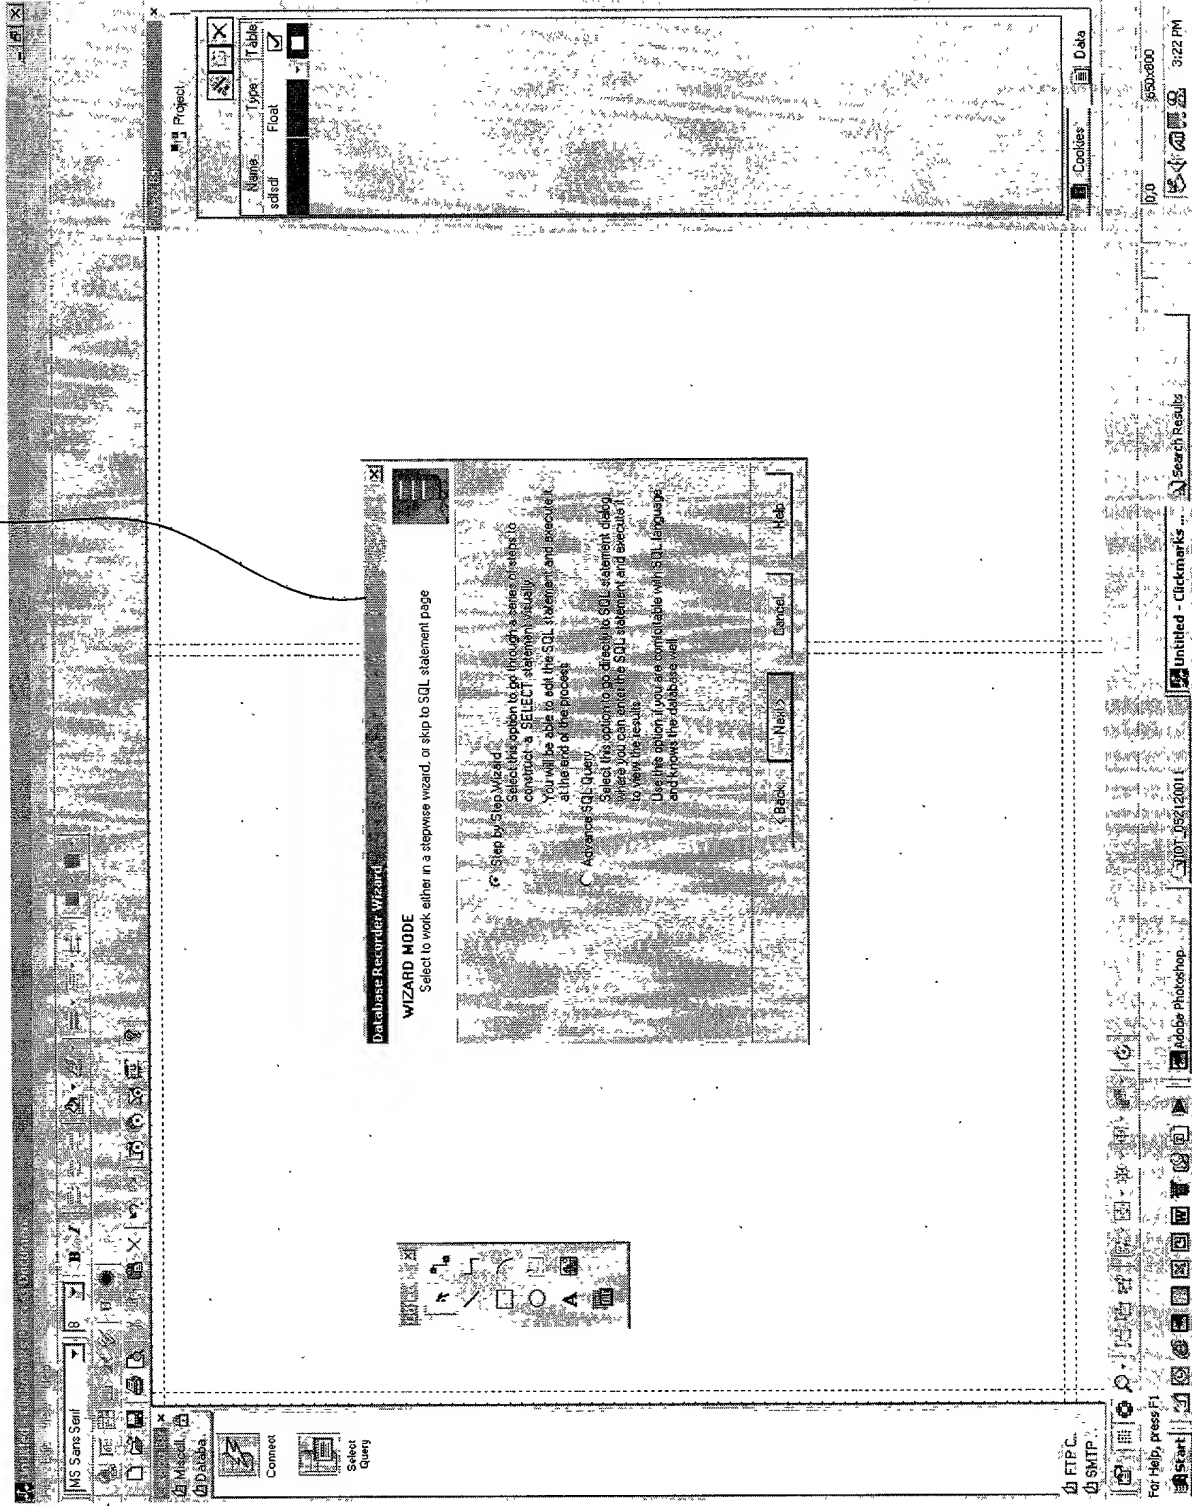 MS Sans Serif
8
B I
Miscell..
Databa..
Connect
Select
Query
FTP C..
SMTP ..
Database Recorder Wizard
WIZARD MODE
Select to work either in a stepwise wizard, or skip to SQL statement page
Step by Step Wizard
Select this option to go through a series of steps to
construct a SELECT statement visually.
You will be able to edit the SQL statement and execute it
at the end of the process.
Advance SQL Query
Select this option to go directly to SQL statement dialog,
where you can enter the SQL statement and execute it
to view the results.
Use this option if you are comfortable with SQL language
and knows the database well.
< Back
Next >
Cancel
Help
A
Project
Name Type Table
sdfsdf Float
Cookies
Data
For Help, press F1
0,0
650x800
Start
Adobe Photoshop
Untitled - Clickmarks ...
Search Results
3:22 PM